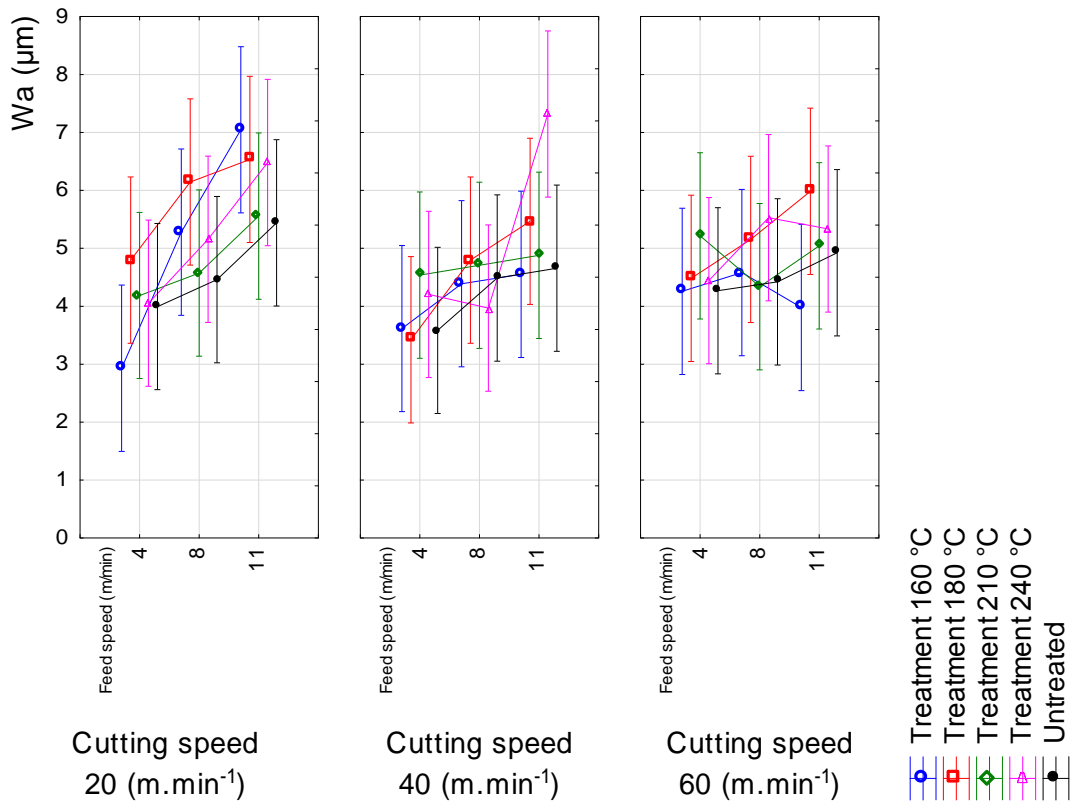 Wa (µm)
9
8
7
6
5
4
3
2
1
0
Feed speed (m/min)
4
8
11
Feed speed (m/min)
4
8
11
Feed speed (m/min)
4
8
11
Cutting speed
20 (m.min⁻¹)
Cutting speed
40 (m.min⁻¹)
Cutting speed
60 (m.min⁻¹)
Treatment 160 °C
Treatment 180 °C
Treatment 210 °C
Treatment 240 °C
Untreated